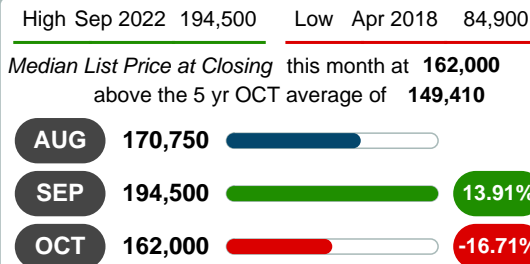 High Sep 2022 194,500 Low Apr 2018 84,900
Median List Price at Closing this month at 162,000
above the 5 yr OCT average of 149,410
AUG 170,750
SEP 194,500 13.91%
OCT 162,000 -16.71%